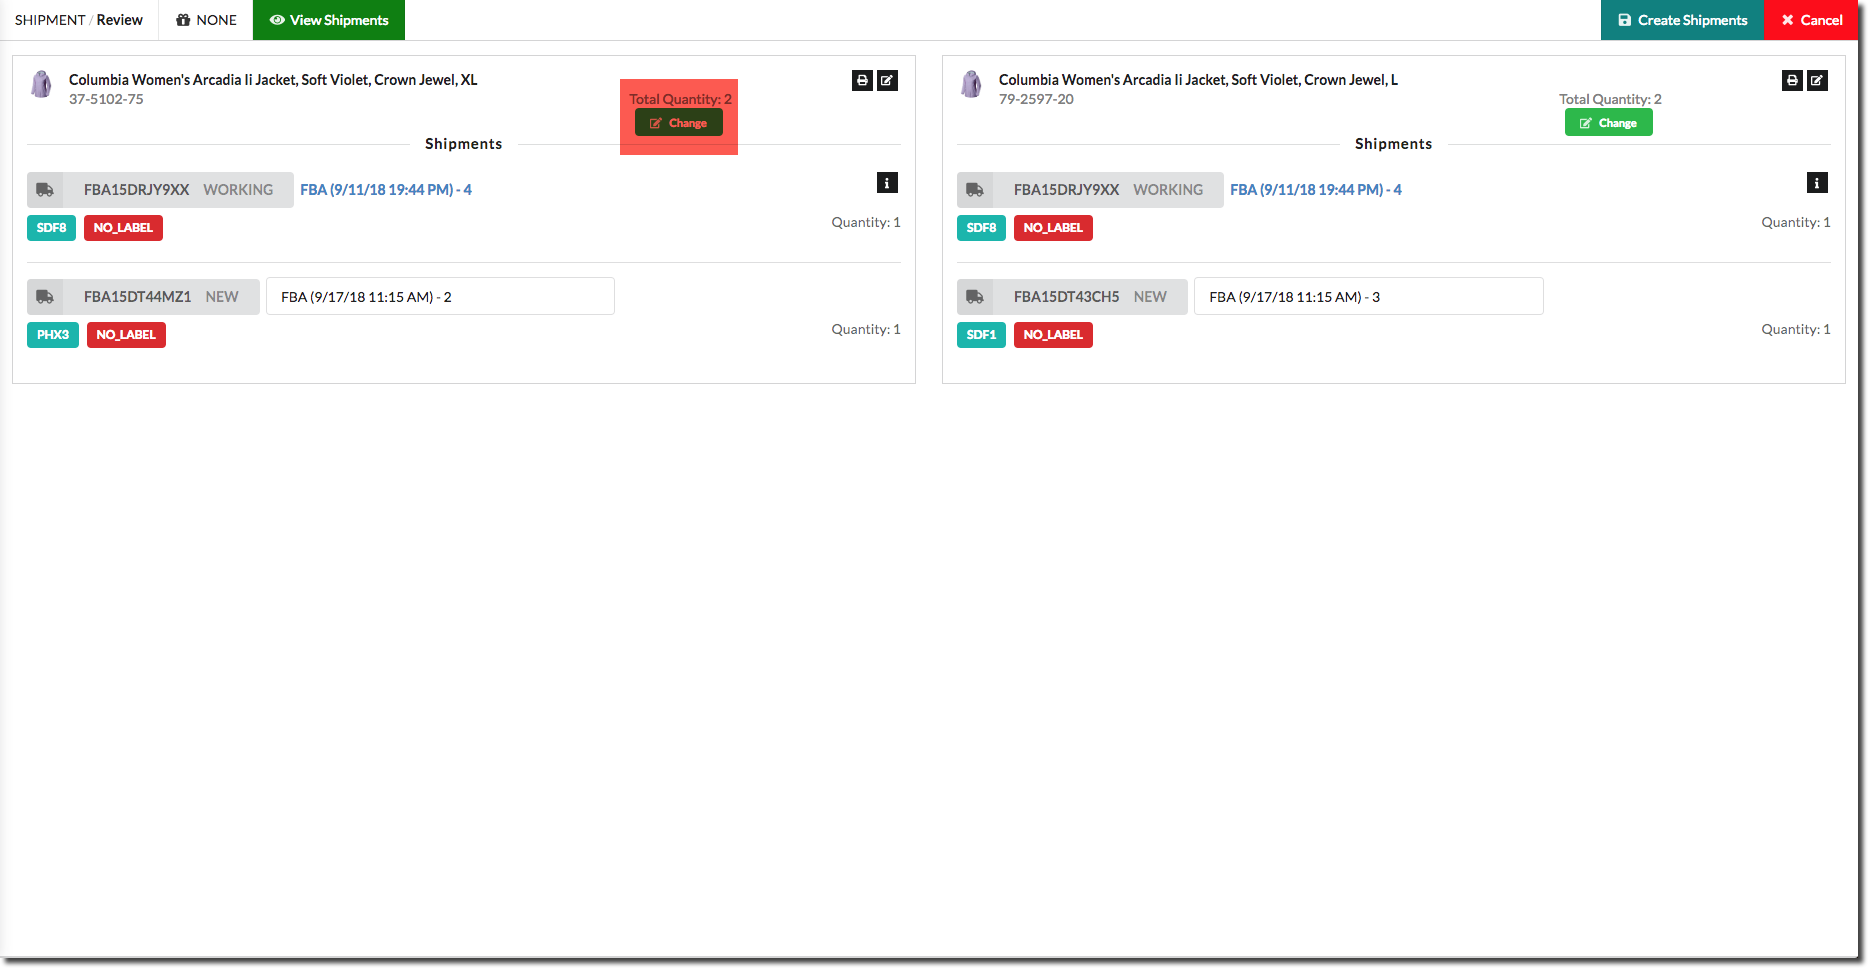 SHIPMENT / Review
NONE
View Shipments
Create Shipments
Cancel
Columbia Women's Arcadia Ii Jacket, Soft Violet, Crown Jewel, XL
37-5102-75
Total Quantity: 2
Change
Shipments
FBA15DRJY9XX WORKING FBA (9/11/18 19:44 PM) - 4
SDF8 NO_LABEL
Quantity: 1
FBA15DT44MZ1 NEW FBA (9/17/18 11:15 AM) - 2
PHX3 NO_LABEL
Quantity: 1
Columbia Women's Arcadia Ii Jacket, Soft Violet, Crown Jewel, L
79-2597-20
Total Quantity: 2
Change
Shipments
FBA15DRJY9XX WORKING FBA (9/11/18 19:44 PM) - 4
SDF8 NO_LABEL
Quantity: 1
FBA15DT43CH5 NEW FBA (9/17/18 11:15 AM) - 3
SDF1 NO_LABEL
Quantity: 1